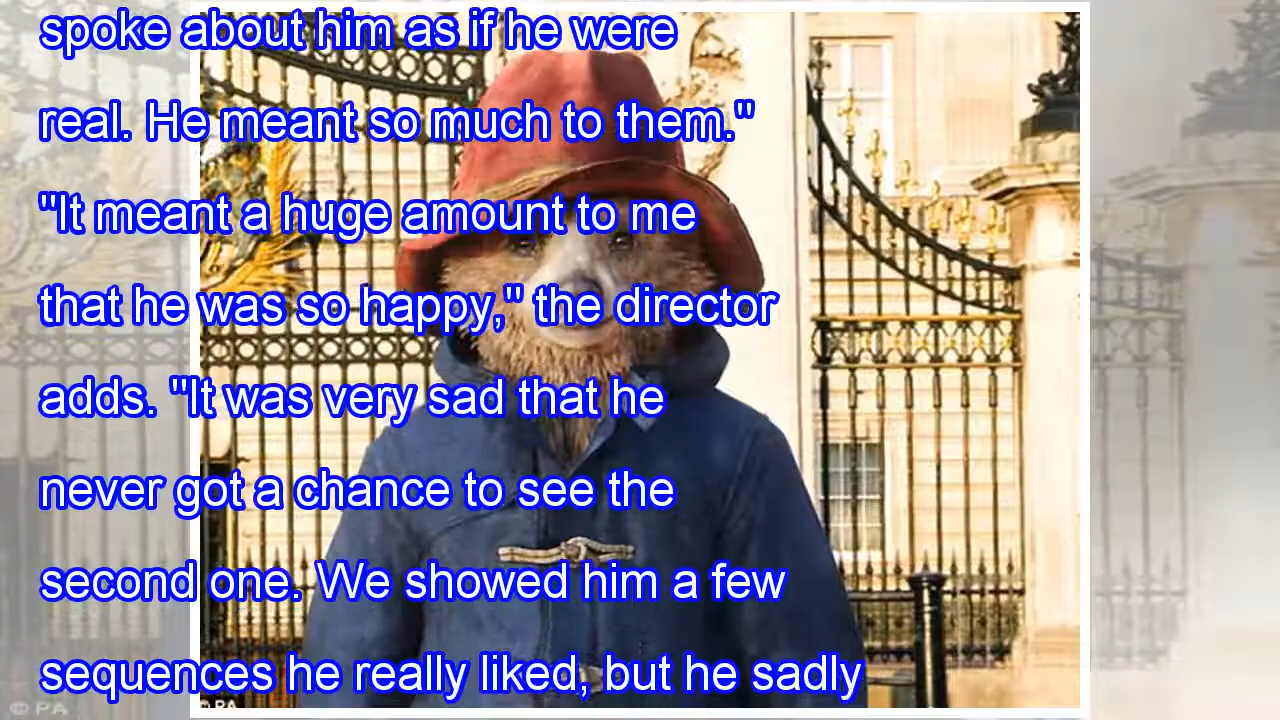 spoke about him as if he were
real. He meant so much to them."
"It meant a huge amount to me
that he was so happy," the director
adds. "It was very sad that he
never got a chance to see the
second one. We showed him a few
sequences he really liked, but he sadly
© PA
© PA